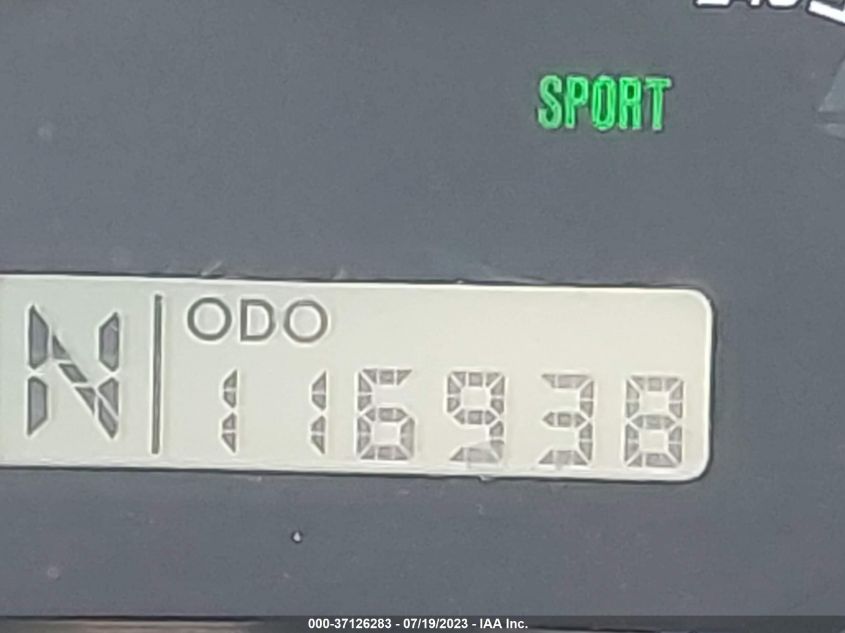 SPORT
N
ODO
116938
000-37126283 - 07/19/2023 - IAA Inc.